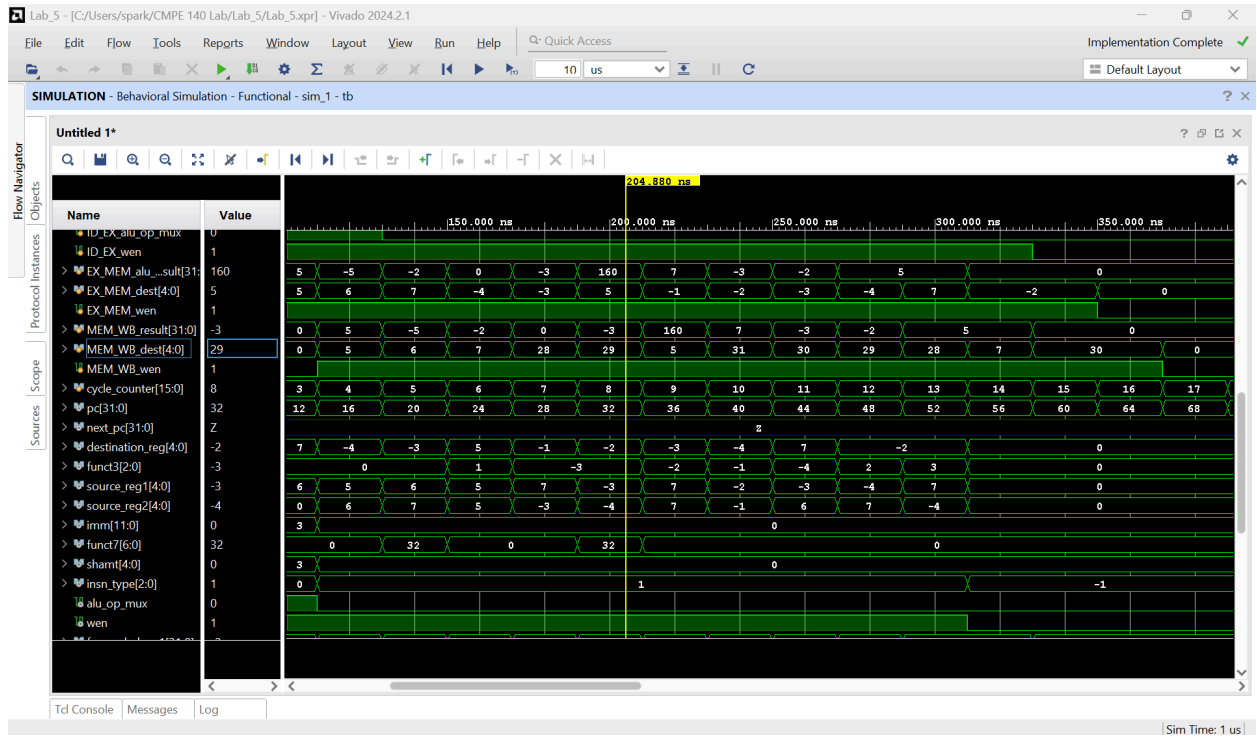 Lab_5 - [C:/Users/spark/CMPE 140 Lab/Lab_5/Lab_5.xpr] - Vivado 2024.2.1
File Edit Flow Tools Reports Window Layout View Run Help Quick Access Implementation Complete
10 us Default Layout
SIMULATION - Behavioral Simulation - Functional - sim_1 - tb
Flow Navigator
Objects
Protocol Instances
Scope
Sources
Untitled 1*
204.880 ns
Name Value 150.000 ns 200.000 ns 250.000 ns 300.000 ns 350.000 ns
ID_EX_alu_op_mux 0
ID_EX_wen 1
EX_MEM_alu_...sult[31: 160 5 -5 -2 0 -3 160 7 -3 -2 5 0
EX_MEM_dest[4:0] 5 5 6 7 -4 -3 5 -1 -2 -3 -4 7 -2 0
EX_MEM_wen 1
MEM_WB_result[31:0] -3 0 5 -5 -2 0 -3 160 7 -3 -2 5 0
MEM_WB_dest[4:0] 29 0 5 6 7 28 29 5 31 30 29 28 7 30 0
MEM_WB_wen 1
cycle_counter[15:0] 8 3 4 5 6 7 8 9 10 11 12 13 14 15 16 17
pc[31:0] 32 12 16 20 24 28 32 36 40 44 48 52 56 60 64 68
next_pc[31:0] Z Z
destination_reg[4:0] -2 7 -4 -3 5 -1 -2 -3 -4 7 -2 0
funct3[2:0] -3 0 1 -3 -2 -1 -4 2 3 0
source_reg1[4:0] -3 6 5 6 5 7 -3 7 -2 -3 -4 7 0
source_reg2[4:0] -4 0 6 7 5 -3 -4 7 -1 6 7 -4 0
imm[11:0] 0 3 0
funct7[6:0] 32 0 32 0 32 0
shamt[4:0] 0 3 0
insn_type[2:0] 1 0 1 -1
alu_op_mux 0
wen 1
Tcl Console Messages Log
Sim Time: 1 us